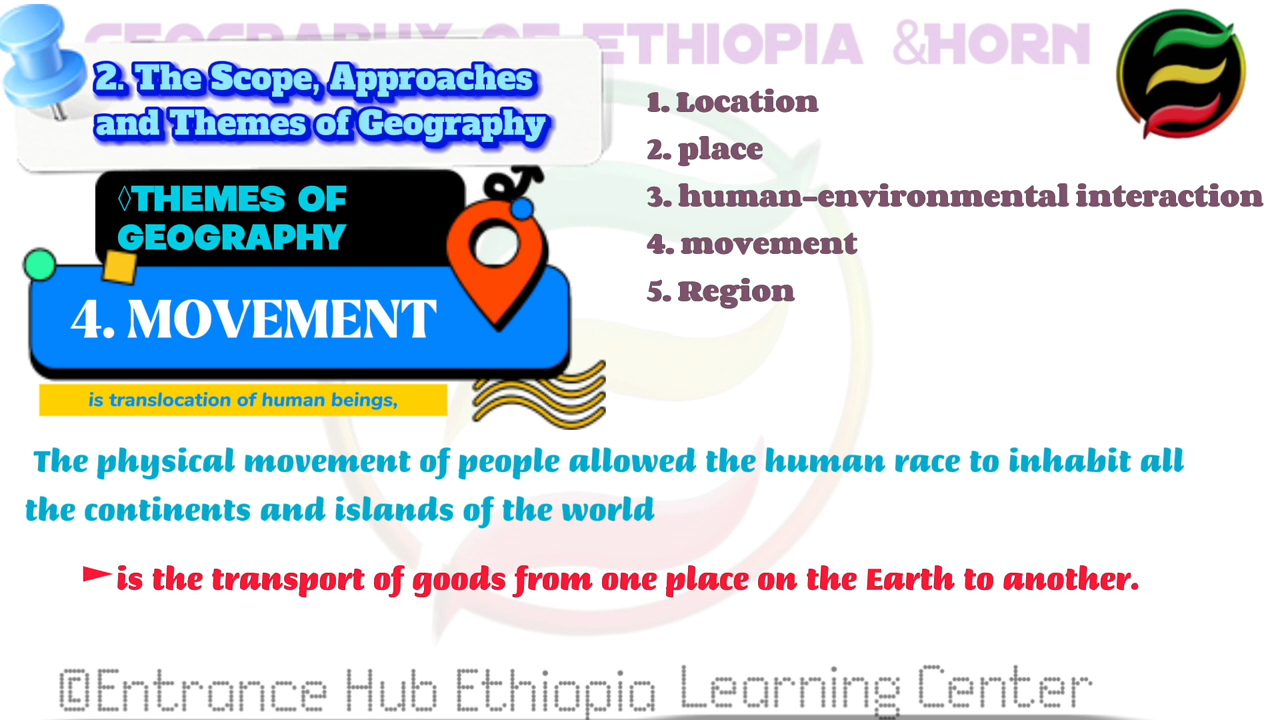 GEOGRAPHY OF ETHIOPIA &HORN
2. The Scope, Approaches
and Themes of Geography
◊THEMES OF
GEOGRAPHY
4. MOVEMENT
is translocation of human beings,
1. Location
2. place
3. human-environmental interaction
4. movement
5. Region
The physical movement of people allowed the human race to inhabit all
the continents and islands of the world
►is the transport of goods from one place on the Earth to another.
@Entrance Hub Ethiopia Learning Center